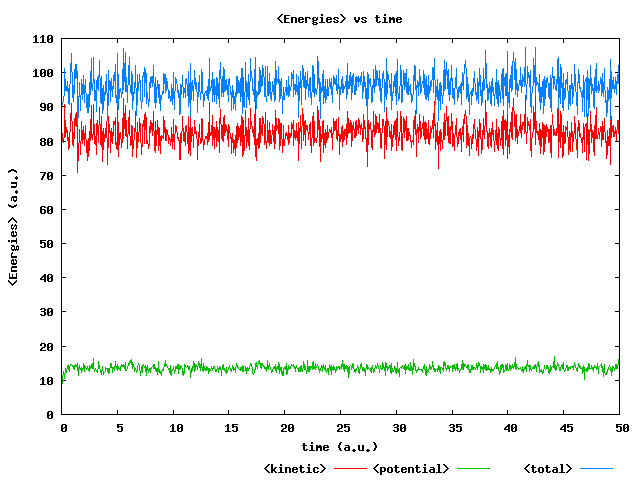 <Energies> vs time
110
100
90
80
70
60
50
40
30
20
10
0
<Energies> (a.u.)
0 5 10 15 20 25 30 35 40 45 50
time (a.u.)
<kinetic> <potential> <total>